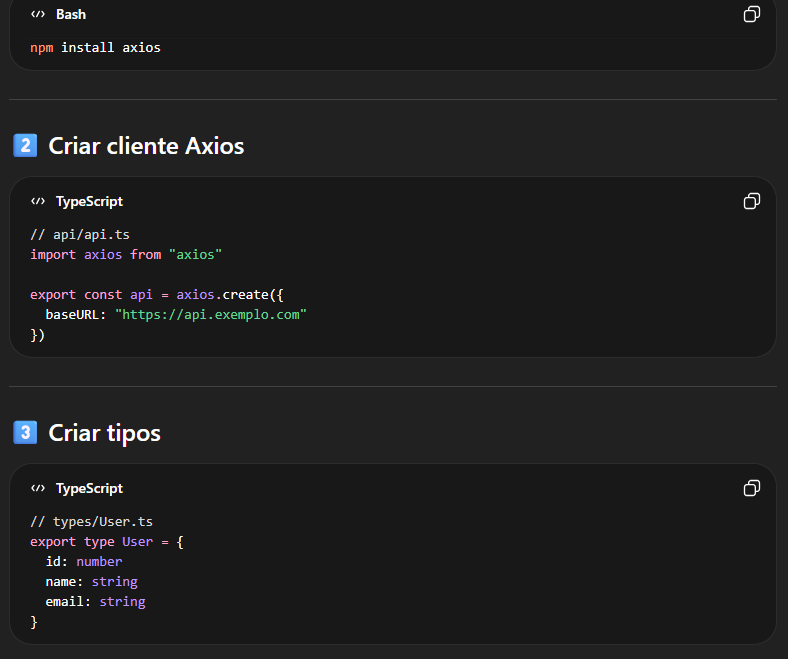 Bash
npm install axios
2 Criar cliente Axios
TypeScript
// api/api.ts
import axios from "axios"
export const api = axios.create({
  baseURL: "https://api.exemplo.com"
})
3 Criar tipos
TypeScript
// types/User.ts
export type User = {
  id: number
  name: string
  email: string
}